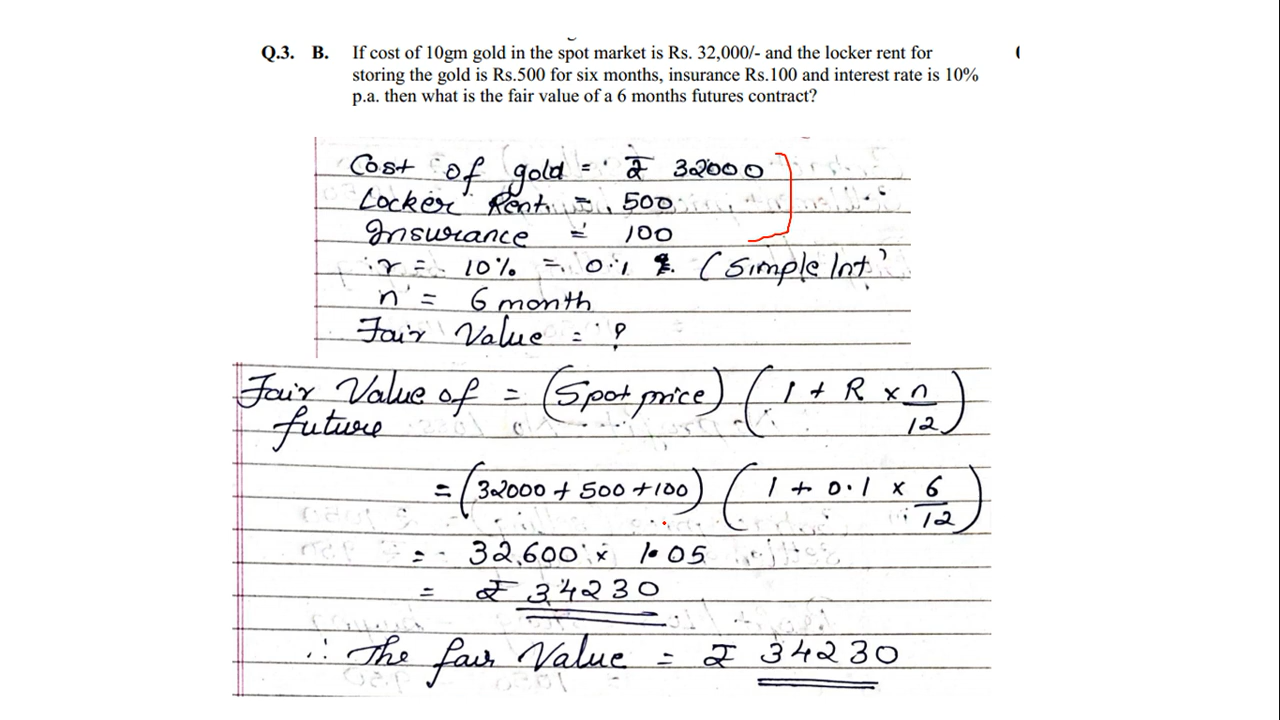 Q.3. B. If cost of 10gm gold in the spot market is Rs. 32,000/- and the locker rent for
storing the gold is Rs.500 for six months, insurance Rs.100 and interest rate is 10%
p.a. then what is the fair value of a 6 months futures contract?
Cost of gold = ₹ 32000
Locker Rent = 500
Insurance = 100
r = 10% = 0.1 (Simple Int)
n = 6 month
Fair Value = ?
Fair Value of future = (Spot price) (1 + R × n/12)
= (32000 + 500 + 100) (1 + 0.1 × 6/12)
= 32,600 × 1.05
= ₹ 34230
∴ The fair Value = ₹ 34230